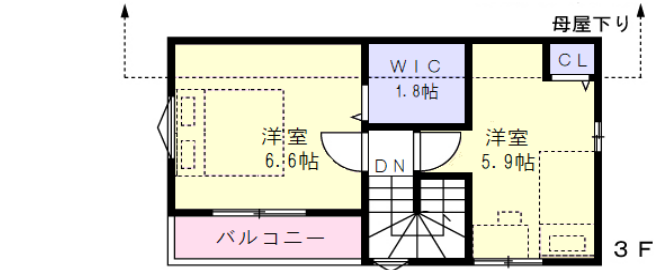 母屋下り
WIC
1.8帖
CL
洋室
6.6帖
洋室
5.9帖
DN
バルコニー
3F